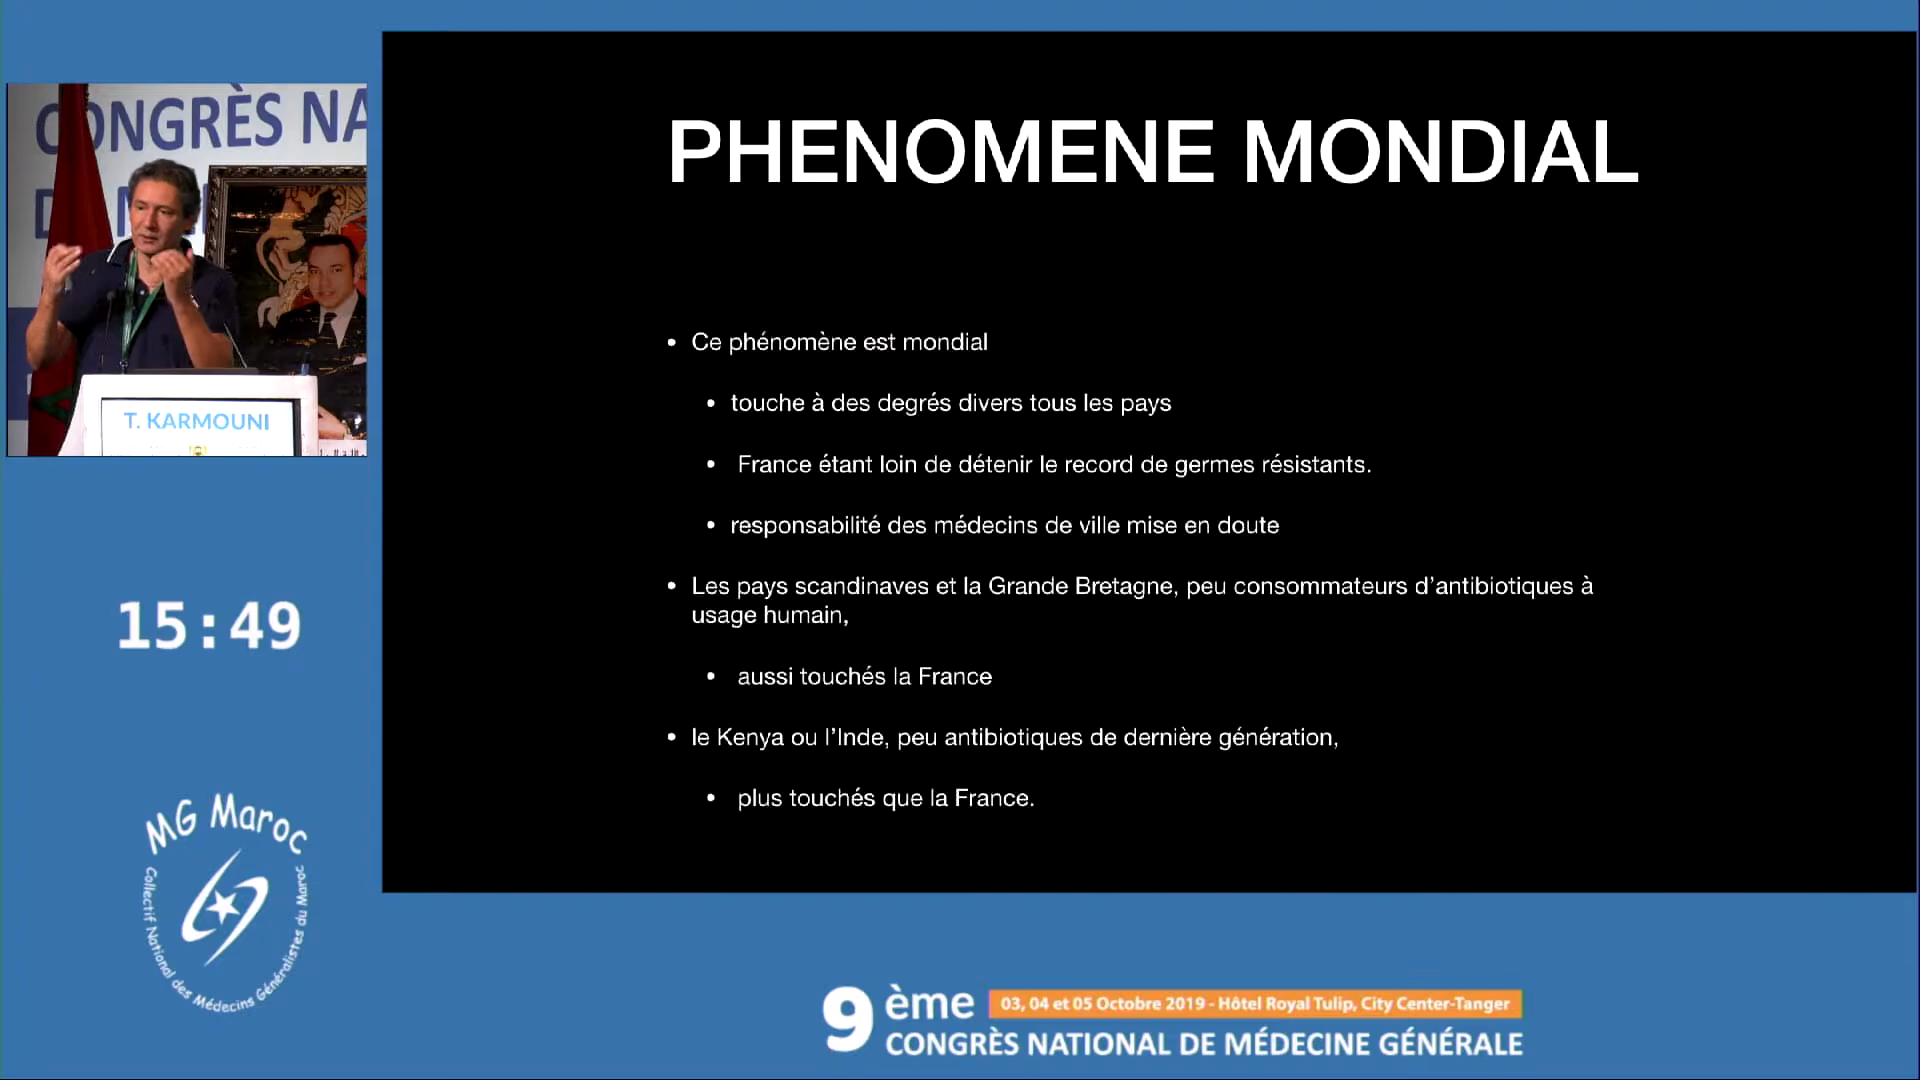 CONGRÈS NA
T. KARMOUNI
15:49
MG Maroc
Collectif National des Médecins Généralistes du Maroc
PHENOMENE MONDIAL
• Ce phénomène est mondial
• touche à des degrés divers tous les pays
• France étant loin de détenir le record de germes résistants.
• responsabilité des médecins de ville mise en doute
• Les pays scandinaves et la Grande Bretagne, peu consommateurs d’antibiotiques à
usage humain,
• aussi touchés la France
• le Kenya ou l’Inde, peu antibiotiques de dernière génération,
• plus touchés que la France.
9ème
03, 04 et 05 Octobre 2019 - Hôtel Royal Tulip, City Center-Tanger
CONGRÈS NATIONAL DE MÉDECINE GÉNÉRALE